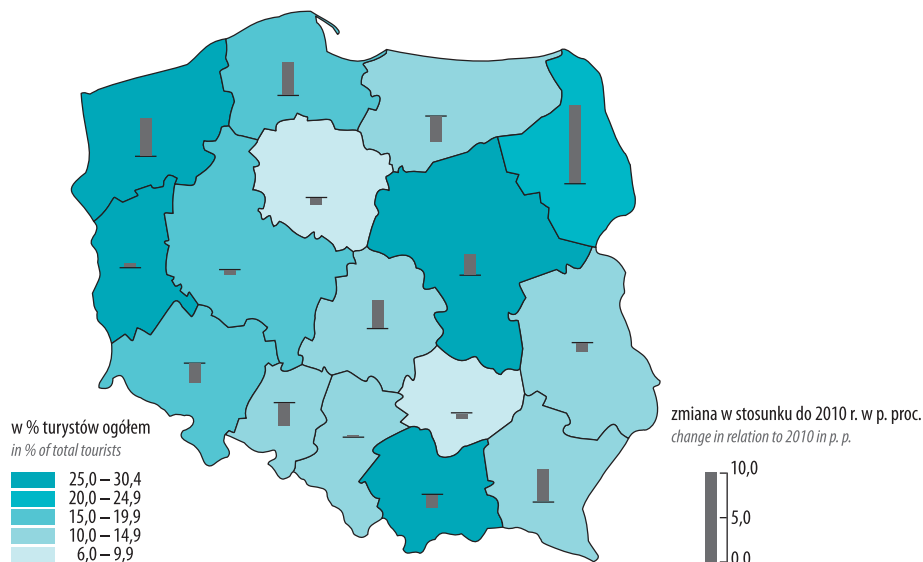 w % turystów ogółem
in % of total tourists
25,0 – 30,4
20,0 – 24,9
15,0 – 19,9
10,0 – 14,9
6,0 – 9,9
zmiana w stosunku do 2010 r. w p. proc.
change in relation to 2010 in p. p.
10,0
5,0
0,0